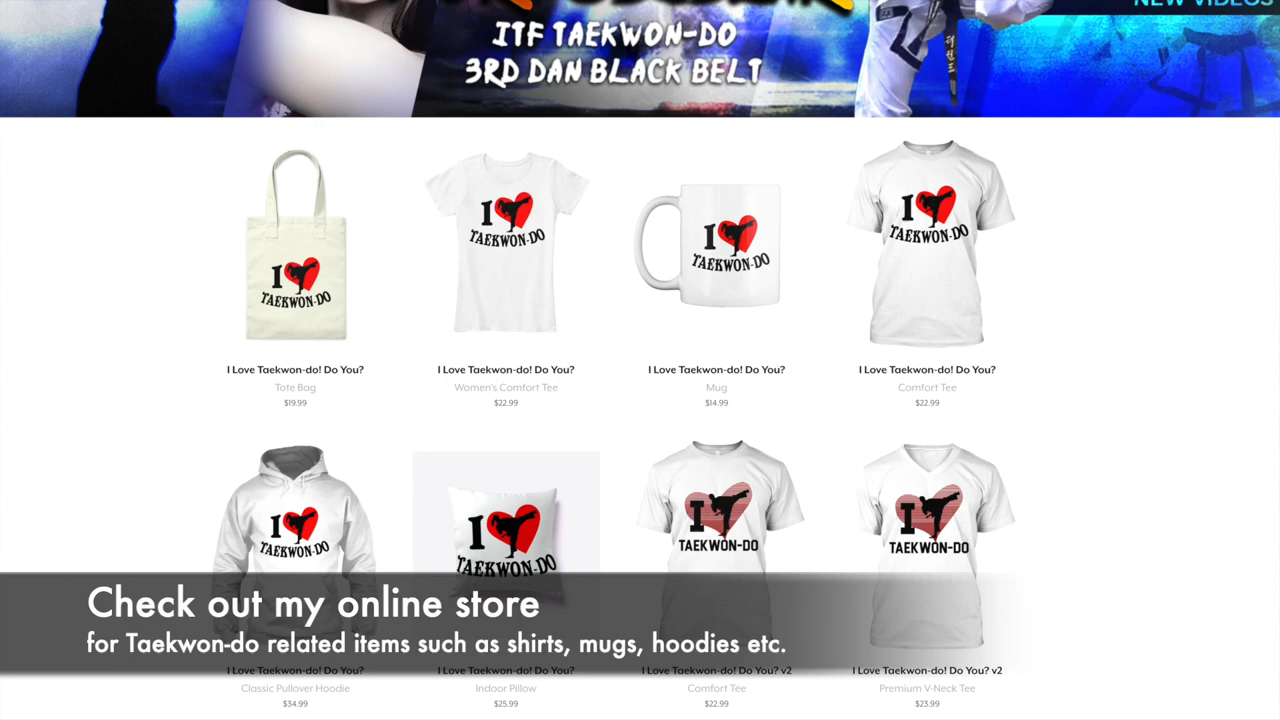 NEW VIDEOS
ITF TAEKWON-DO
3RD DAN BLACK BELT
I
TAEKWON-DO
I
TAEKWON-DO
I
TAEKWON-DO
I
TAEKWON-DO
I Love Taekwon-do! Do You?
Tote Bag
$19.99
I Love Taekwon-do! Do You?
Women's Comfort Tee
$22.99
I Love Taekwon-do! Do You?
Mug
$14.99
I Love Taekwon-do! Do You?
Comfort Tee
$22.99
I
TAEKWON-DO
I
TAEKWON-DO
I
TAEKWON-DO
I
TAEKWON-DO
Check out my online store
for Taekwon-do related items such as shirts, mugs, hoodies etc.
I Love Taekwon-do! Do You?
Classic Pullover Hoodie
$34.99
I Love Taekwon-do! Do You?
Indoor Pillow
$25.99
I Love Taekwon-do! Do You? v2
Comfort Tee
$22.99
I Love Taekwon-do! Do You? v2
Premium V-Neck Tee
$23.99